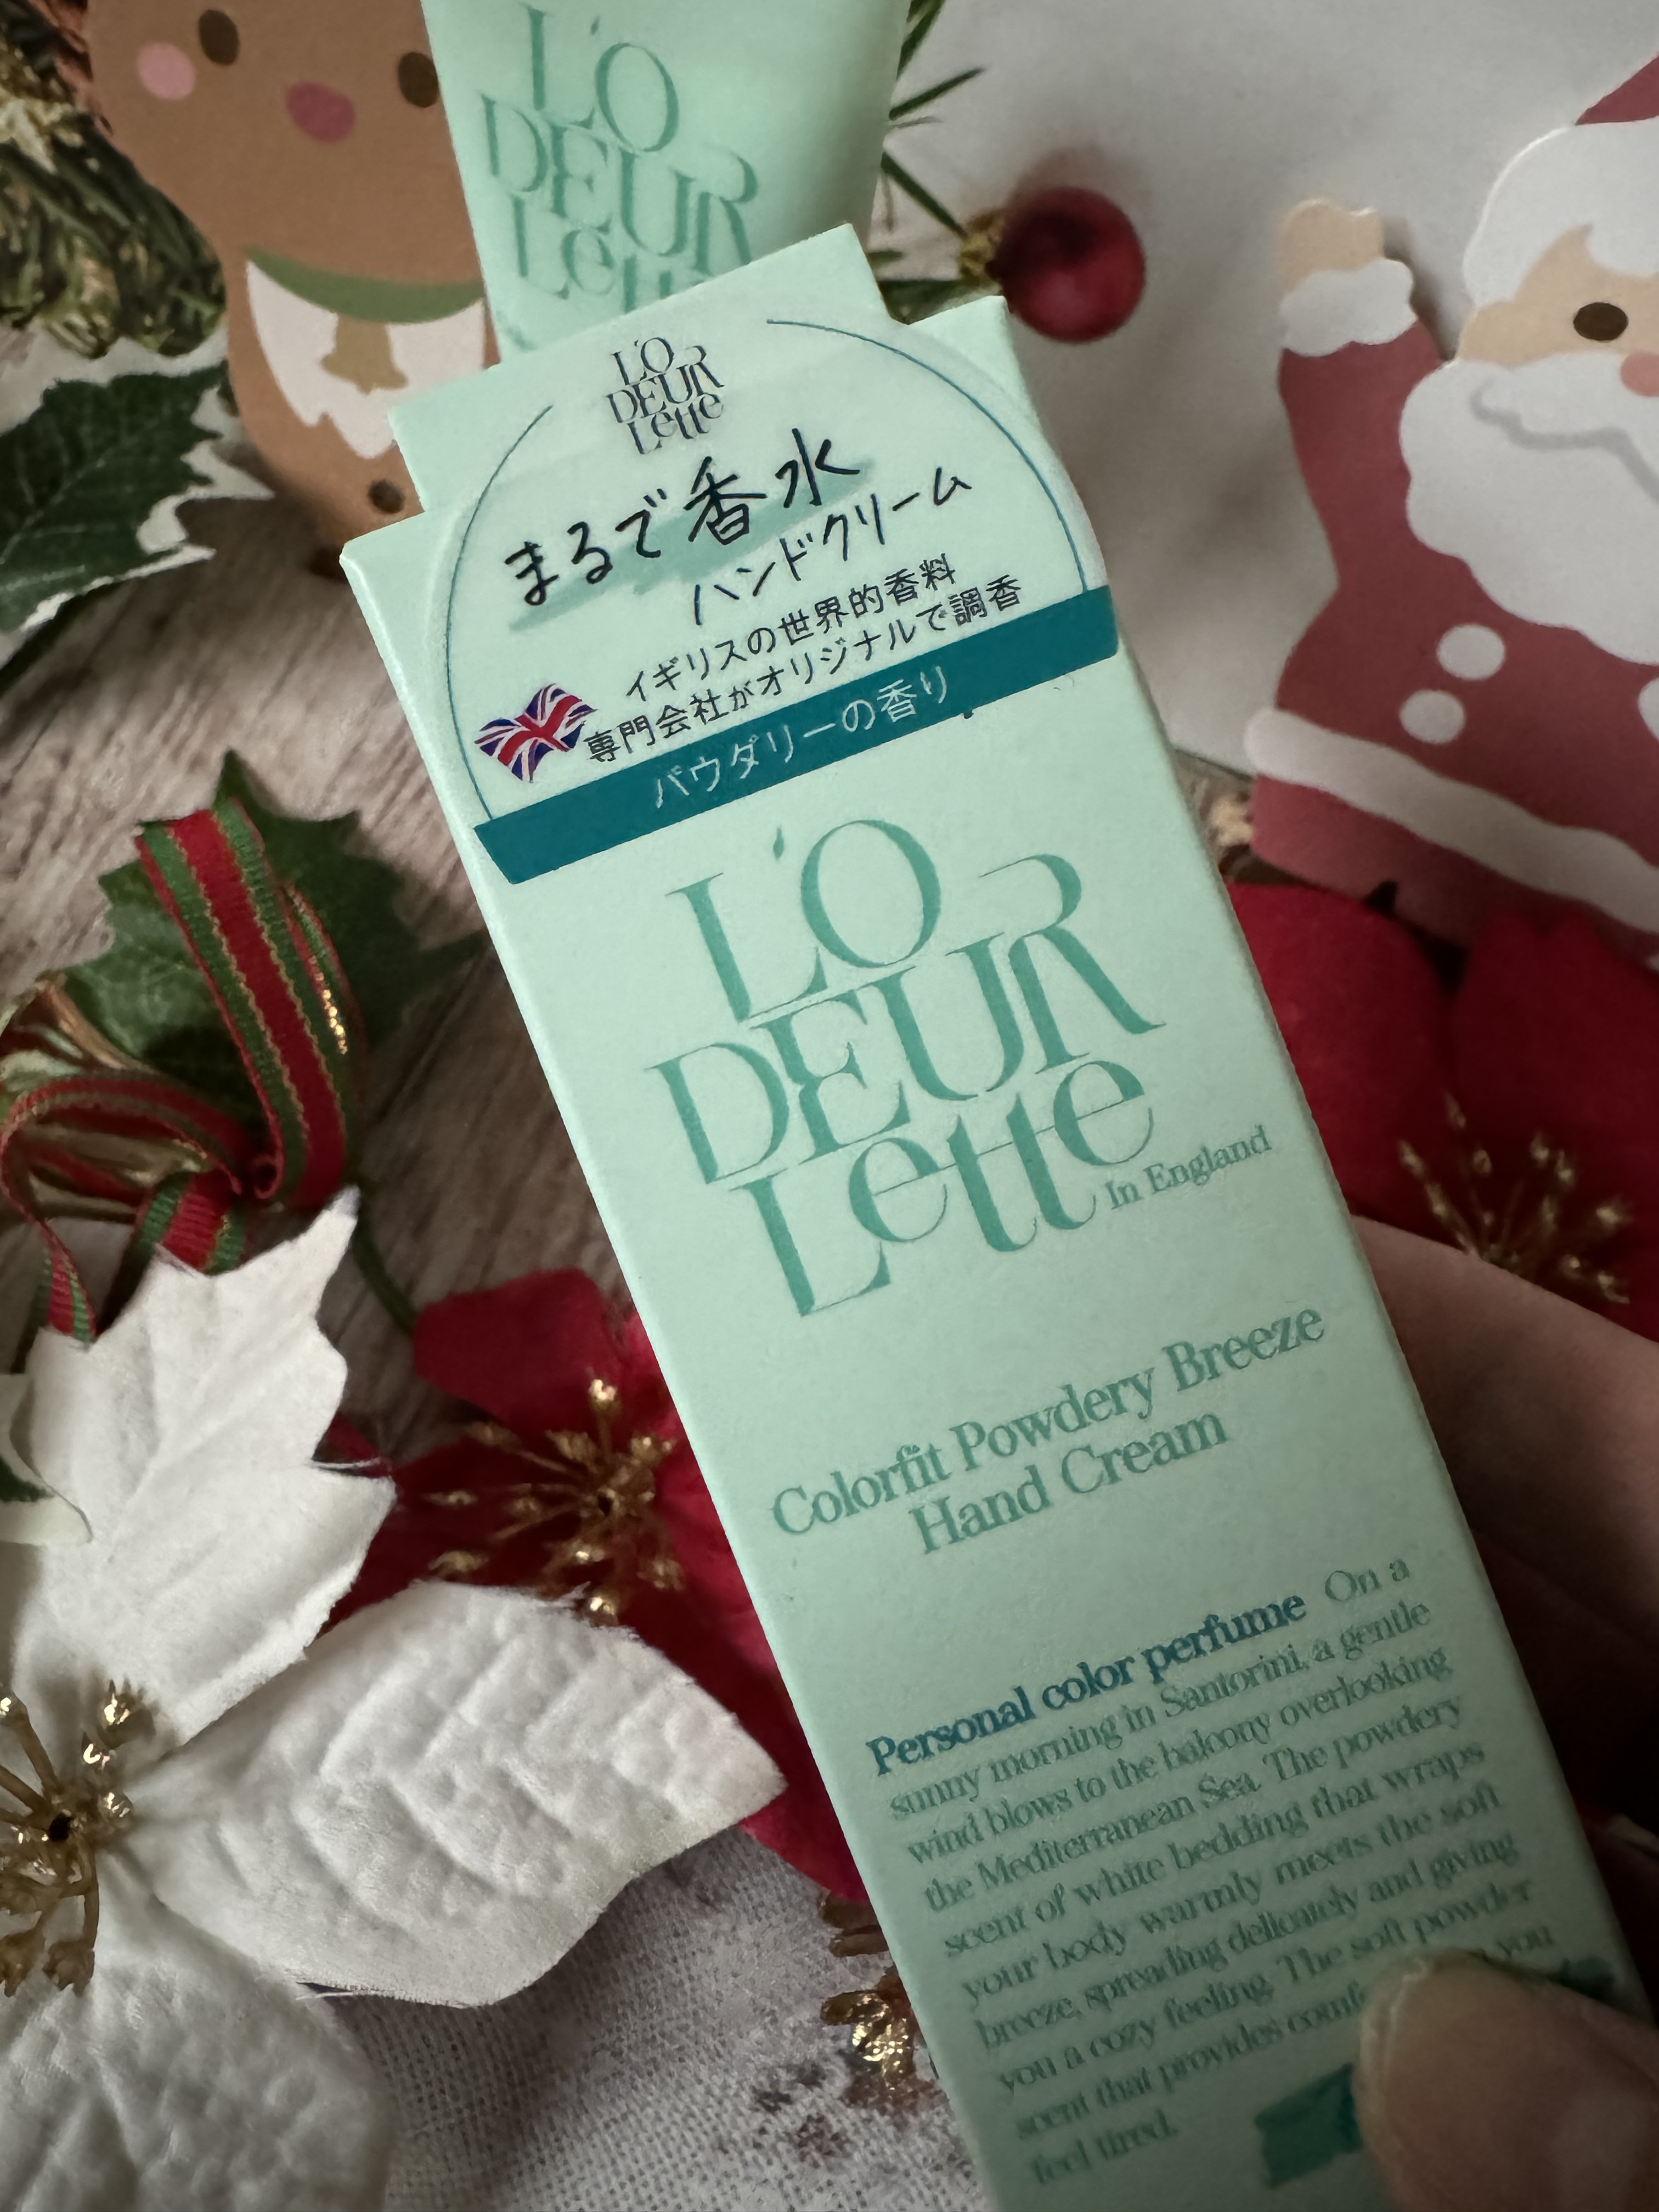 L'O
DEUR
Lette
L'O
DEUR
Lette
まるで香水
ハンドクリーム
イギリスの世界的香料
専門会社がオリジナルで調香
パウダリーの香り
L'O
DEUR
Lette
In England
Colorfit Powdery Breeze
Hand Cream
Personal color perfume On a
sunny morning in Santorini, a gentle
wind blows to the balcony overlooking
the Mediterranean Sea. The powdery
scent of white bedding that wraps
your body warmly meets the soft
breeze, spreading delicately and giving
you a cozy feeling. The soft powder
scent that provides you
feel tired.